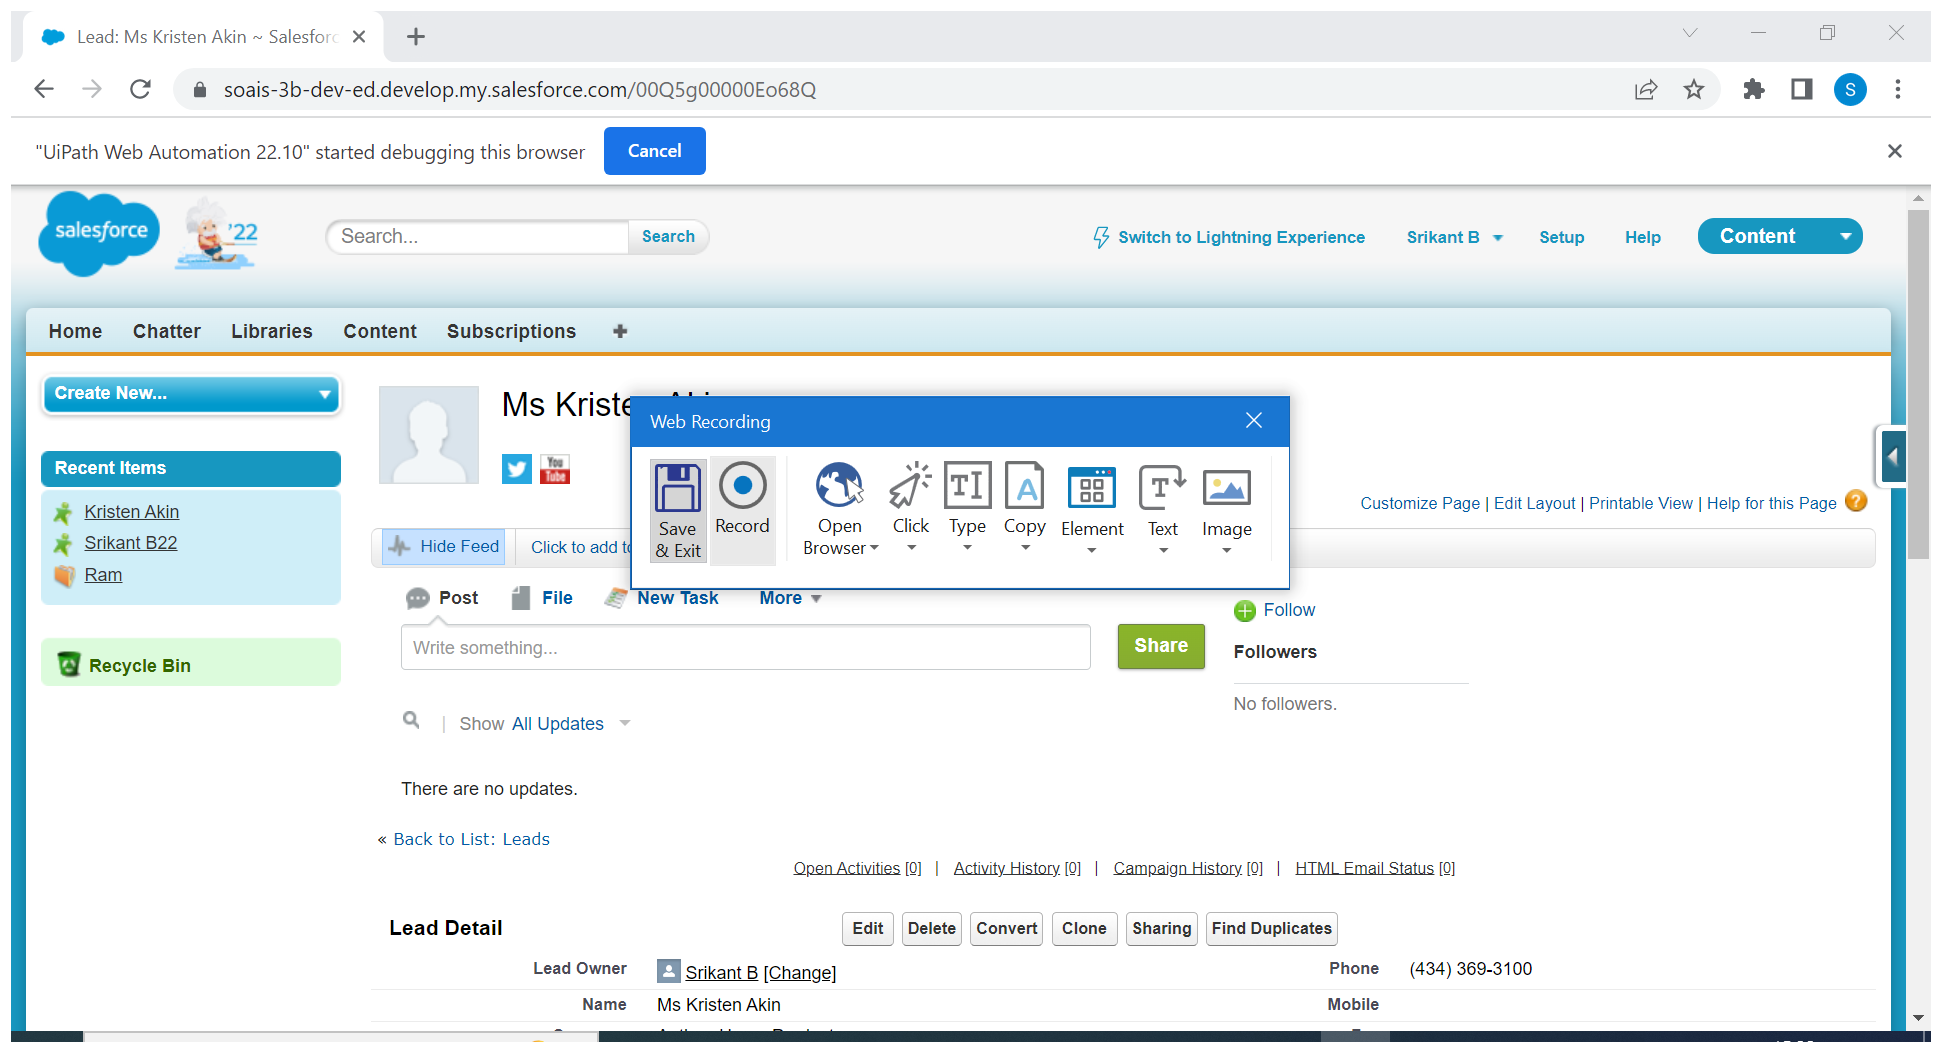 Lead: Ms Kristen Akin ~ Salesforc
soais-3b-dev-ed.develop.my.salesforce.com/00Q5g00000Eo68Q
S
"UiPath Web Automation 22.10" started debugging this browser
Cancel
salesforce
'22
Search...
Search
Switch to Lightning Experience
Srikant B
Setup
Help
Content
Home
Chatter
Libraries
Content
Subscriptions
Create New...
Recent Items
Kristen Akin
Srikant B22
Ram
Recycle Bin
Ms Kriste
You
Tube
Web Recording
Save
& Exit
Record
Open
Browser
Click
Type
Copy
Element
Text
Image
Customize Page | Edit Layout | Printable View | Help for this Page
Hide Feed
Click to add to
Post
File
New Task
More
Write something...
Share
Follow
Followers
No followers.
Show All Updates
There are no updates.
« Back to List: Leads
Open Activities [0] | Activity History [0] | Campaign History [0] | HTML Email Status [0]
Lead Detail
Edit
Delete
Convert
Clone
Sharing
Find Duplicates
Lead Owner
Srikant B [Change]
Phone
(434) 369-3100
Name
Ms Kristen Akin
Mobile